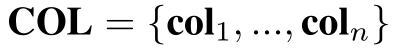 COL = {col₁, ..., colₙ}